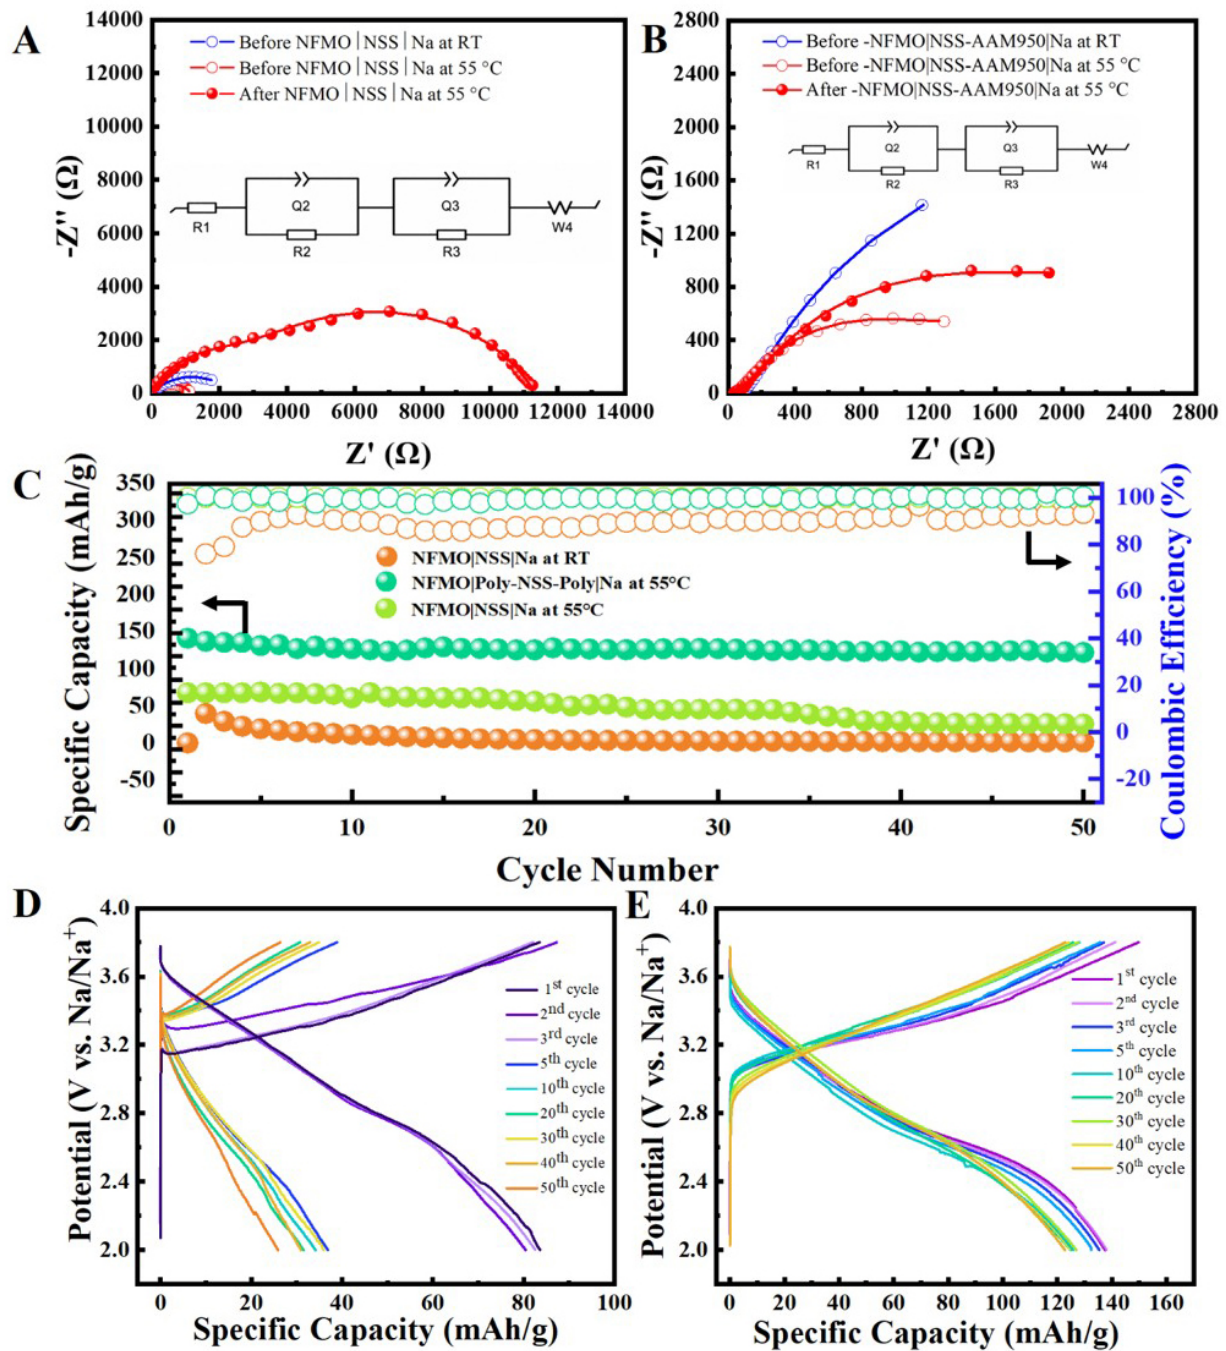 A
14000
12000
10000
8000
6000
4000
2000
0
-Z'' (Ω)
Before NFMO | NSS | Na at RT
Before NFMO | NSS | Na at 55 °C
After NFMO | NSS | Na at 55 °C
R1
Q2
R2
Q3
R3
W4
0 2000 4000 6000 8000 10000 12000 14000
Z' (Ω)
B
2800
2400
2000
1600
1200
800
400
0
-Z'' (Ω)
Before -NFMO|NSS-AAM950|Na at RT
Before -NFMO|NSS-AAM950|Na at 55 °C
After -NFMO|NSS-AAM950|Na at 55 °C
R1
Q2
R2
Q3
R3
W4
0 400 800 1200 1600 2000 2400 2800
Z' (Ω)
C
Specific Capacity (mAh/g)
350
300
250
200
150
100
50
0
-50
NFMO|NSS|Na at RT
NFMO|Poly-NSS-Poly|Na at 55°C
NFMO|NSS|Na at 55°C
100
80
60
40
20
0
-20
Coulombic Efficiency (%)
0 10 20 30 40 50
Cycle Number
D
Potential (V vs. Na/Na⁺)
4.0
3.6
3.2
2.8
2.4
2.0
1st cycle
2nd cycle
3rd cycle
5th cycle
10th cycle
20th cycle
30th cycle
40th cycle
50th cycle
0 20 40 60 80 100
Specific Capacity (mAh/g)
E
Potential (V vs. Na/Na⁺)
4.0
3.6
3.2
2.8
2.4
2.0
1st cycle
2nd cycle
3rd cycle
5th cycle
10th cycle
20th cycle
30th cycle
40th cycle
50th cycle
0 20 40 60 80 100 120 140 160
Specific Capacity (mAh/g)